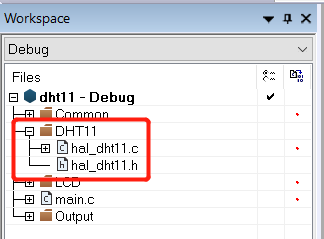 Workspace
Debug
Files
dht11 - Debug
Common
DHT11
hal_dht11.c
hal_dht11.h
LCD
main.c
Output